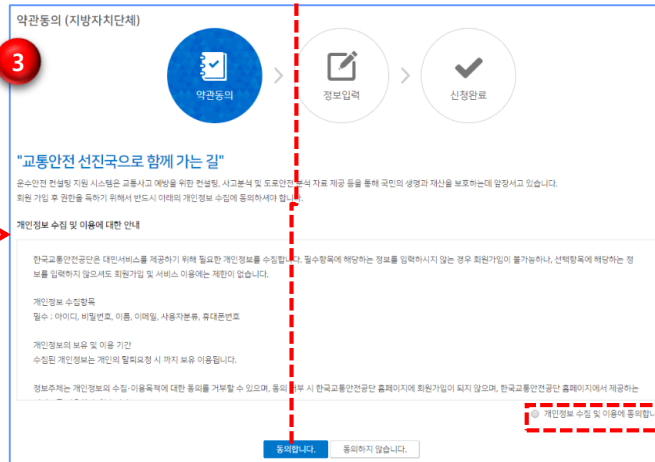 약관동의 (지방자치단체)
3
약관동의
정보입력
신청완료
"교통안전 선진국으로 함께 가는 길"
운수안전 컨설팅 지원 시스템은 교통사고 예방을 위한 컨설팅, 사고분석 및 도로안전 분석 자료 제공 등을 통해 국민의 생명과 재산을 보호하는데 앞장서고 있습니다.
회원 가입 후 권한을 득하기 위해서 반드시 아래의 개인정보 수집에 동의하셔야 합니다.
개인정보 수집 및 이용에 대한 안내
한국교통안전공단은 대민서비스를 제공하기 위해 필요한 개인정보를 수집합니다. 필수항목에 해당하는 정보를 입력하시지 않는 경우 회원가입이 불가능하나, 선택항목에 해당하는 정
보를 입력하지 않으셔도 회원가입 및 서비스 이용에는 제한이 없습니다.
개인정보 수집항목
필수 : 아이디, 비밀번호, 이름, 이메일, 사용자분류, 휴대폰번호
개인정보의 보유 및 이용 기간
수집된 개인정보는 개인의 탈퇴요청 시 까지 보유 이용됩니다.
정보주체는 개인정보의 수집·이용목적에 대한 동의를 거부할 수 있으며, 동의 거부 시 한국교통안전공단 홈페이지에 회원가입이 되지 않으며, 한국교통안전공단 홈페이지에서 제공하는
개인정보 수집 및 이용에 동의합니
동의합니다.
동의하지 않습니다.